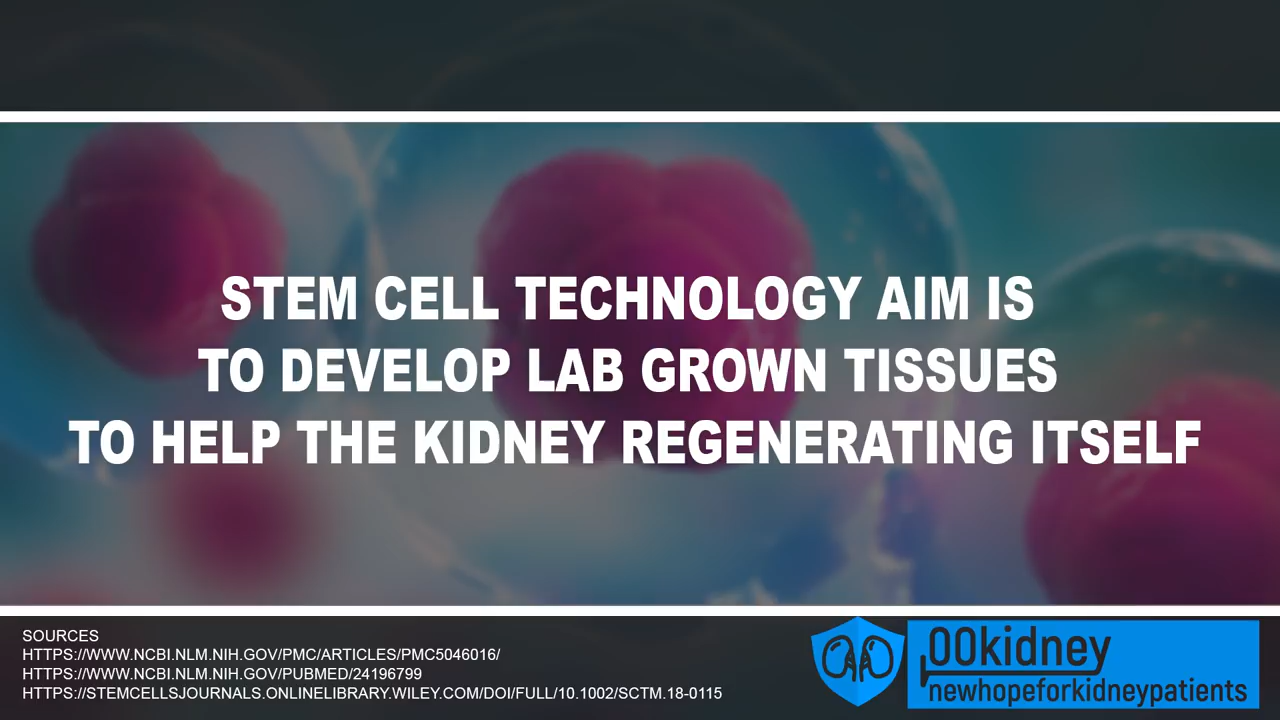 STEM CELL TECHNOLOGY AIM IS
TO DEVELOP LAB GROWN TISSUES
TO HELP THE KIDNEY REGENERATING ITSELF
SOURCES
HTTPS://WWW.NCBI.NLM.NIH.GOV/PMC/ARTICLES/PMC5046016/
HTTPS://WWW.NCBI.NLM.NIH.GOV/PUBMED/24196799
HTTPS://STEMCELLSJOURNALS.ONLINELIBRARY.WILEY.COM/DOI/FULL/10.1002/SCTM.18-0115
00kidney
newhopeforkidneypatients